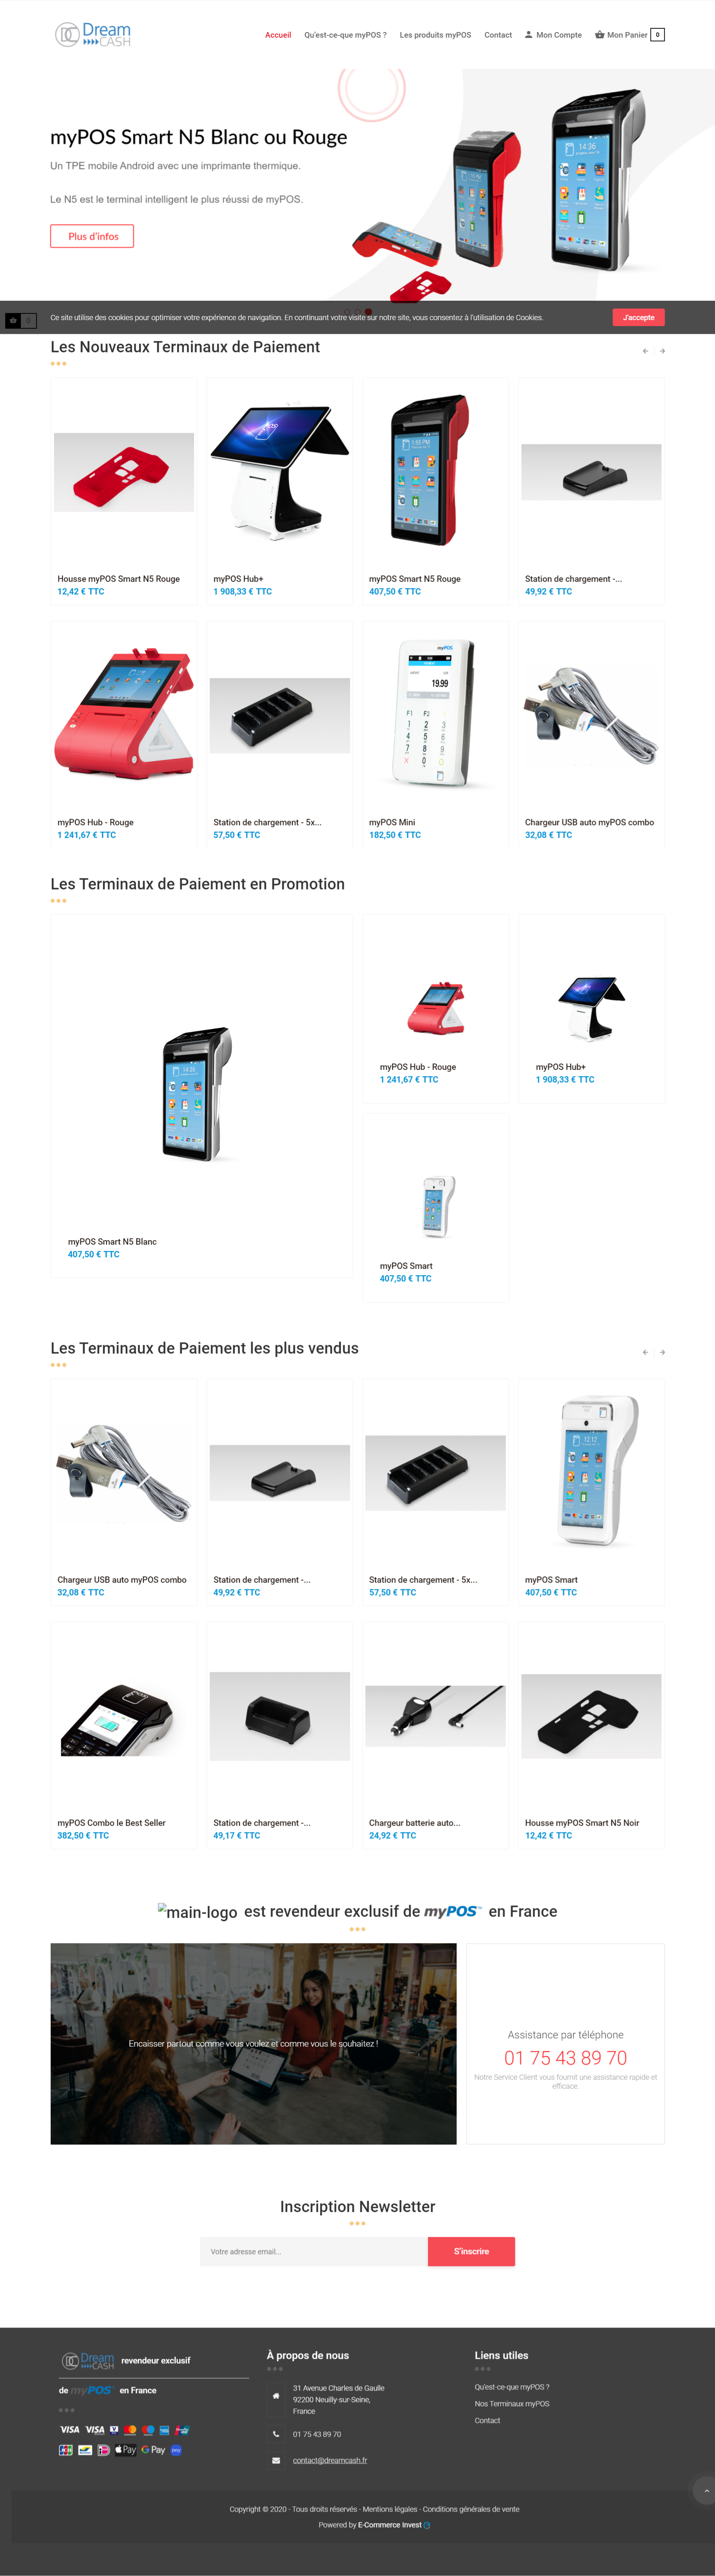 Dream CASH
Accueil Qu'est-ce-que myPOS ? Les produits myPOS Contact Mon Compte Mon Panier 0
myPOS Smart N5 Blanc ou Rouge
Un TPE mobile Android avec une imprimante thermique.
Le N5 est le terminal intelligent le plus réussi de myPOS.
Plus d'infos
Ce site utilise des cookies pour optimiser votre expérience de navigation. En continuant votre visite sur notre site, vous consentez à l'utilisation de Cookies.
J'accepte
Les Nouveaux Terminaux de Paiement
Housse myPOS Smart N5 Rouge
12,42 € TTC
myPOS Hub+
1 908,33 € TTC
myPOS Smart N5 Rouge
407,50 € TTC
Station de chargement -...
49,92 € TTC
myPOS Hub - Rouge
1 241,67 € TTC
Station de chargement - 5x...
57,50 € TTC
myPOS
19.99
myPOS Mini
182,50 € TTC
Chargeur USB auto myPOS combo
32,08 € TTC
Les Terminaux de Paiement en Promotion
myPOS Smart N5 Blanc
407,50 € TTC
myPOS Hub - Rouge
1 241,67 € TTC
myPOS Hub+
1 908,33 € TTC
myPOS Smart
407,50 € TTC
Les Terminaux de Paiement les plus vendus
Chargeur USB auto myPOS combo
32,08 € TTC
Station de chargement -...
49,92 € TTC
Station de chargement - 5x...
57,50 € TTC
myPOS Smart
407,50 € TTC
myPOS Combo le Best Seller
382,50 € TTC
Station de chargement -...
49,17 € TTC
Chargeur batterie auto...
24,92 € TTC
Housse myPOS Smart N5 Noir
12,42 € TTC
main-logo est revendeur exclusif de myPOS™ en France
Encaisser partout comme vous voulez et comme vous le souhaitez !
Assistance par téléphone
01 75 43 89 70
Notre Service Client vous fournit une assistance rapide et
efficace.
Inscription Newsletter
Votre adresse email...
S'inscrire
Dream CASH revendeur exclusif
de myPOS en France
VISA VISA
Pay G Pay
À propos de nous
31 Avenue Charles de Gaulle
92200 Neuilly-sur-Seine,
France
01 75 43 89 70
contact@dreamcash.fr
Liens utiles
Qu'est-ce-que myPOS ?
Nos Terminaux myPOS
Contact
Copyright © 2020 - Tous droits réservés - Mentions légales - Conditions générales de vente
Powered by E-Commerce Invest